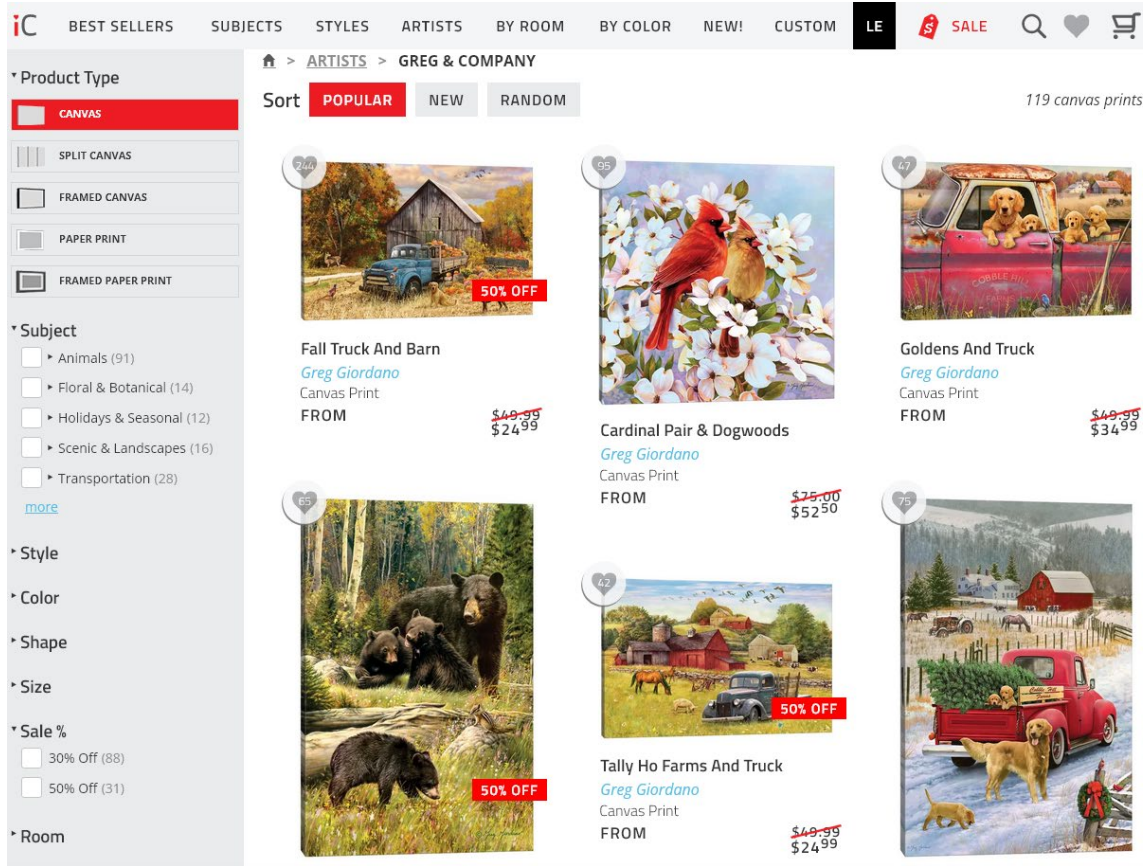 iC BEST SELLERS SUBJECTS STYLES ARTISTS BY ROOM BY COLOR NEW! CUSTOM LE $ SALE
> ARTISTS > GREG & COMPANY
Sort POPULAR NEW RANDOM
119 canvas prints
Product Type
CANVAS
SPLIT CANVAS
FRAMED CANVAS
PAPER PRINT
FRAMED PAPER PRINT
Subject
Animals (91)
Floral & Botanical (14)
Holidays & Seasonal (12)
Scenic & Landscapes (16)
Transportation (28)
more
Style
Color
Shape
Size
Sale %
30% Off (88)
50% Off (31)
Room
244
50% OFF
Fall Truck And Barn
Greg Giordano
Canvas Print
FROM
$49.99
$24.99
95
Cardinal Pair & Dogwoods
Greg Giordano
Canvas Print
FROM
$75.00
$52.50
47
COBBLE HILL
Goldens And Truck
Greg Giordano
Canvas Print
FROM
$49.99
$34.99
65
50% OFF
42
50% OFF
Tally Ho Farms And Truck
Greg Giordano
Canvas Print
FROM
$49.99
$24.99
75
Cobble Hill